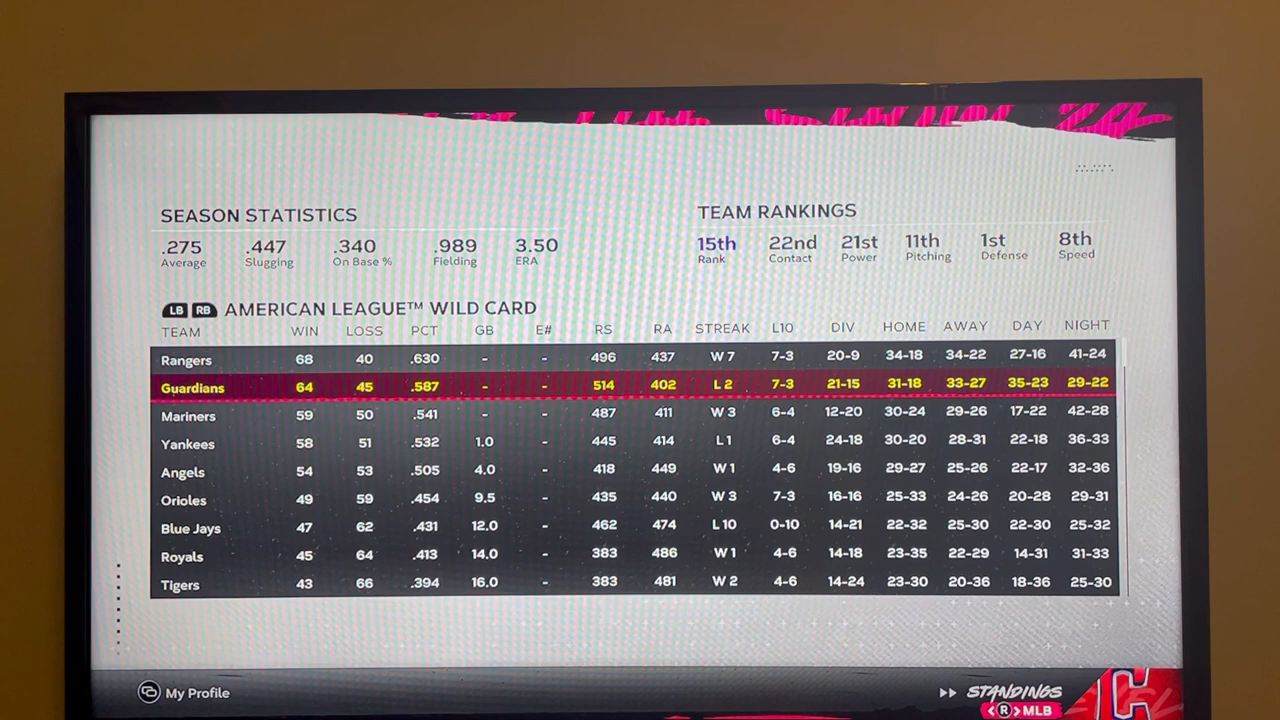 SEASON STATISTICS
.275 .447 .340 .989 3.50
Average Slugging On Base % Fielding ERA
TEAM RANKINGS
15th 22nd 21st 11th 1st 8th
Rank Contact Power Pitching Defense Speed
LB RB AMERICAN LEAGUE™ WILD CARD
TEAM WIN LOSS PCT GB E# RS RA STREAK L10 DIV HOME AWAY DAY NIGHT
Rangers 68 40 .630 - - 496 437 W 7 7-3 20-9 34-18 34-22 27-16 41-24
Guardians 64 45 .587 - - 514 402 L 2 7-3 21-15 31-18 33-27 35-23 29-22
Mariners 59 50 .541 - - 487 411 W 3 6-4 12-20 30-24 29-26 17-22 42-28
Yankees 58 51 .532 1.0 - 445 414 L 1 6-4 24-18 30-20 28-31 22-18 36-33
Angels 54 53 .505 4.0 - 418 449 W 1 4-6 19-16 29-27 25-26 22-17 32-36
Orioles 49 59 .454 9.5 - 435 440 W 3 7-3 16-16 25-33 24-26 20-28 29-31
Blue Jays 47 62 .431 12.0 - 462 474 L 10 0-10 14-21 22-32 25-30 22-30 25-32
Royals 45 64 .413 14.0 - 383 486 W 1 4-6 14-18 23-35 22-29 14-31 31-33
Tigers 43 66 .394 16.0 - 383 481 W 2 4-6 14-24 23-30 20-36 18-36 25-30
My Profile
STANDINGS
<R> MLB
C